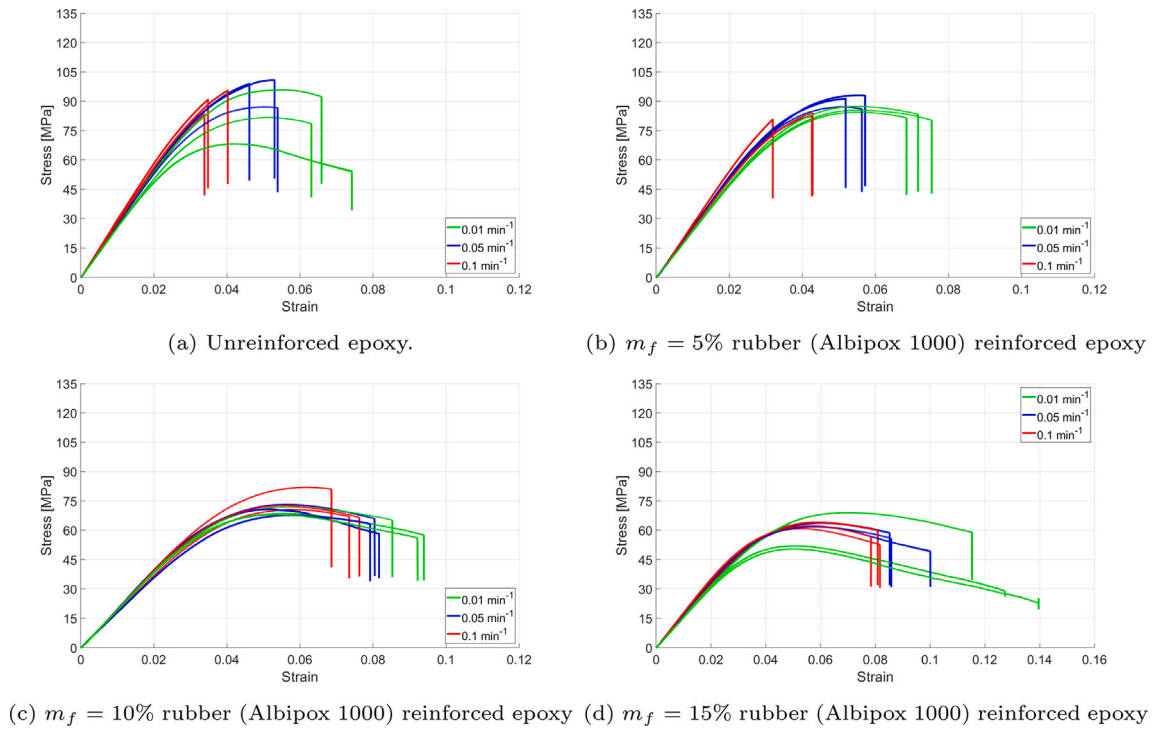 135
120
105
90
75
60
45
30
15
0
Stress [MPa]
0 0.02 0.04 0.06 0.08 0.1 0.12
Strain
0.01 min⁻¹
0.05 min⁻¹
0.1 min⁻¹
(a) Unreinforced epoxy.
135
120
105
90
75
60
45
30
15
0
Stress [MPa]
0 0.02 0.04 0.06 0.08 0.1 0.12
Strain
0.01 min⁻¹
0.05 min⁻¹
0.1 min⁻¹
(b) m_f = 5% rubber (Albipox 1000) reinforced epoxy
135
120
105
90
75
60
45
30
15
0
Stress [MPa]
0 0.02 0.04 0.06 0.08 0.1 0.12
Strain
0.01 min⁻¹
0.05 min⁻¹
0.1 min⁻¹
(c) m_f = 10% rubber (Albipox 1000) reinforced epoxy
135
120
105
90
75
60
45
30
15
0
Stress [MPa]
0 0.02 0.04 0.06 0.08 0.1 0.12 0.14 0.16
Strain
0.01 min⁻¹
0.05 min⁻¹
0.1 min⁻¹
(d) m_f = 15% rubber (Albipox 1000) reinforced epoxy